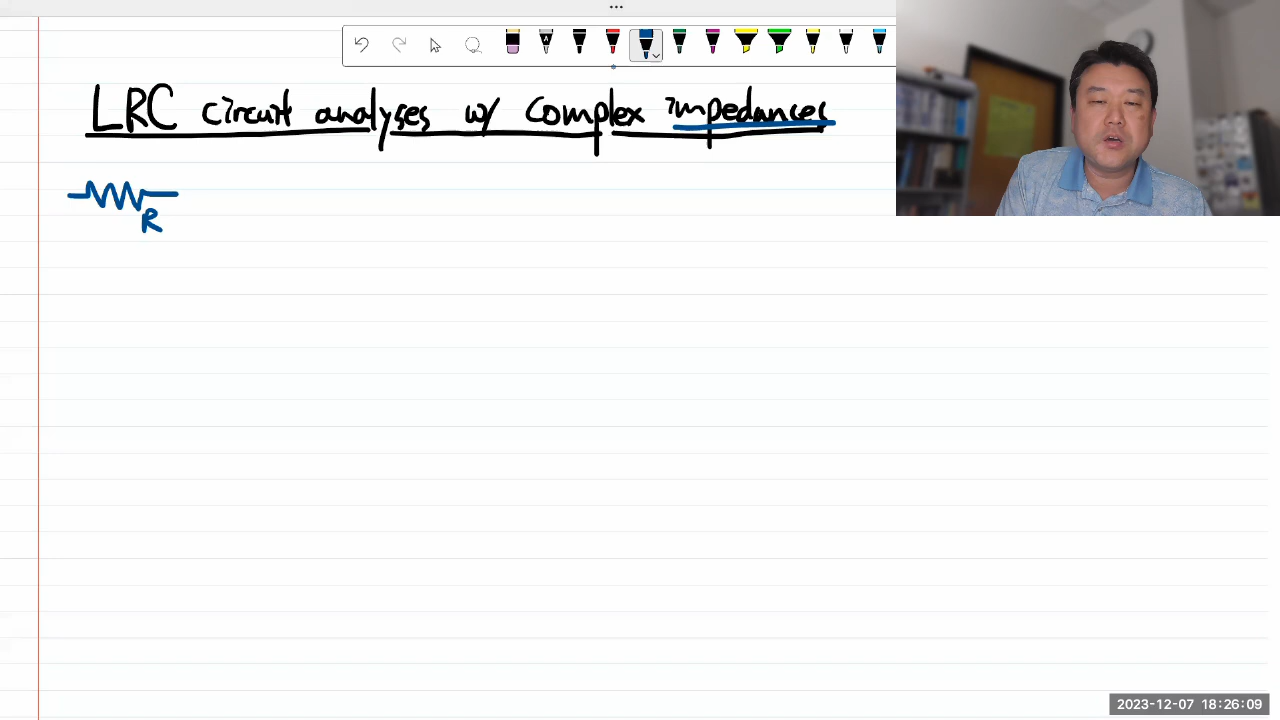 LRC circuit analyses w/ complex impedances
R
2023-12-07 18:26:09